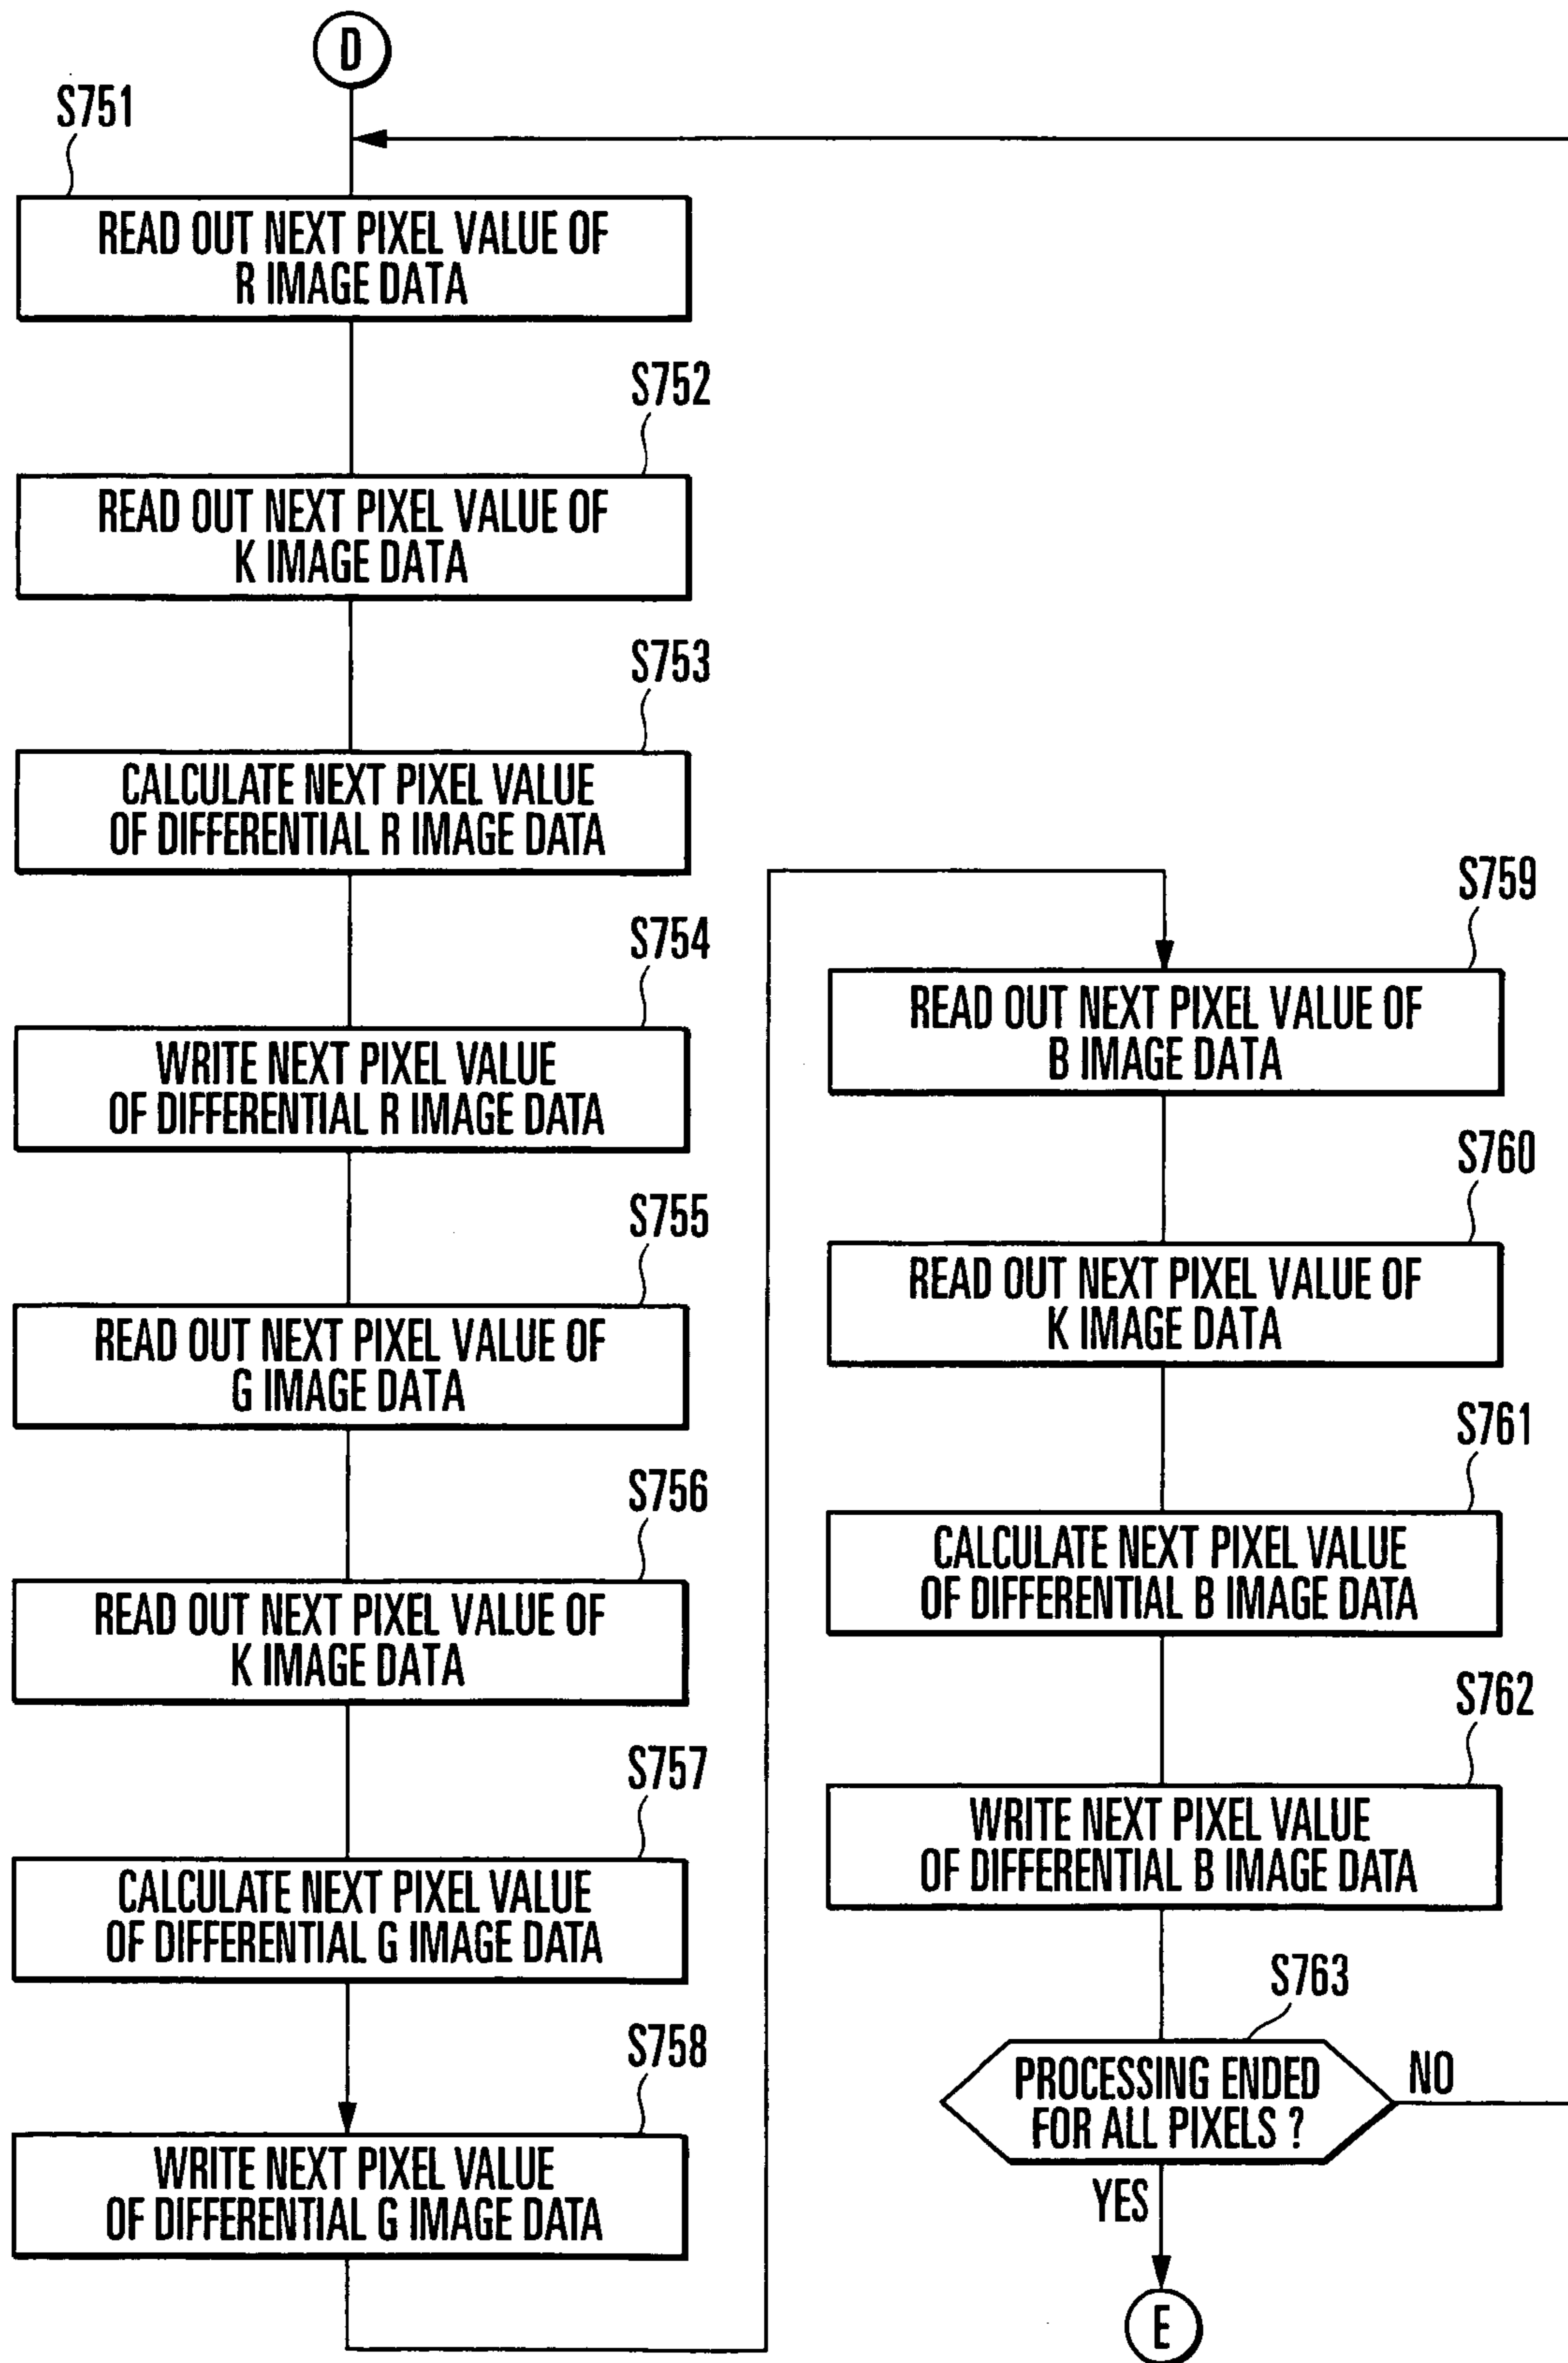 D
S751
READ OUT NEXT PIXEL VALUE OF
R IMAGE DATA
S752
READ OUT NEXT PIXEL VALUE OF
K IMAGE DATA
S753
CALCULATE NEXT PIXEL VALUE
OF DIFFERENTIAL R IMAGE DATA
S754
WRITE NEXT PIXEL VALUE
OF DIFFERENTIAL R IMAGE DATA
S755
READ OUT NEXT PIXEL VALUE OF
G IMAGE DATA
S756
READ OUT NEXT PIXEL VALUE OF
K IMAGE DATA
S757
CALCULATE NEXT PIXEL VALUE
OF DIFFERENTIAL G IMAGE DATA
S758
WRITE NEXT PIXEL VALUE
OF DIFFERENTIAL G IMAGE DATA
S759
READ OUT NEXT PIXEL VALUE OF
B IMAGE DATA
S760
READ OUT NEXT PIXEL VALUE OF
K IMAGE DATA
S761
CALCULATE NEXT PIXEL VALUE
OF DIFFERENTIAL B IMAGE DATA
S762
WRITE NEXT PIXEL VALUE
OF DIFFERENTIAL B IMAGE DATA
S763
PROCESSING ENDED
FOR ALL PIXELS ?
NO
YES
E